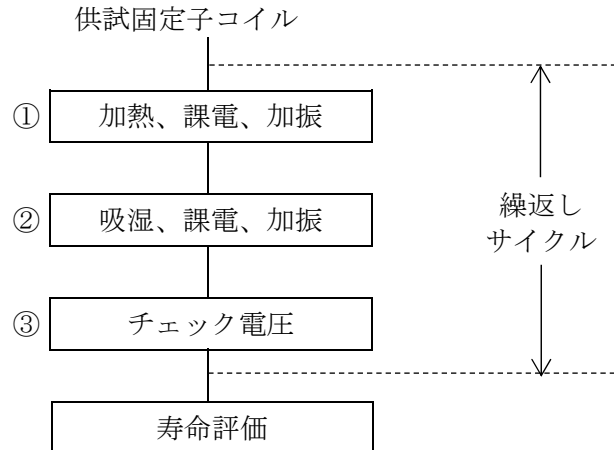 供試固定子コイル
① 加熱、課電、加振
② 吸湿、課電、加振
繰返し
サイクル
③ チェック電圧
寿命評価